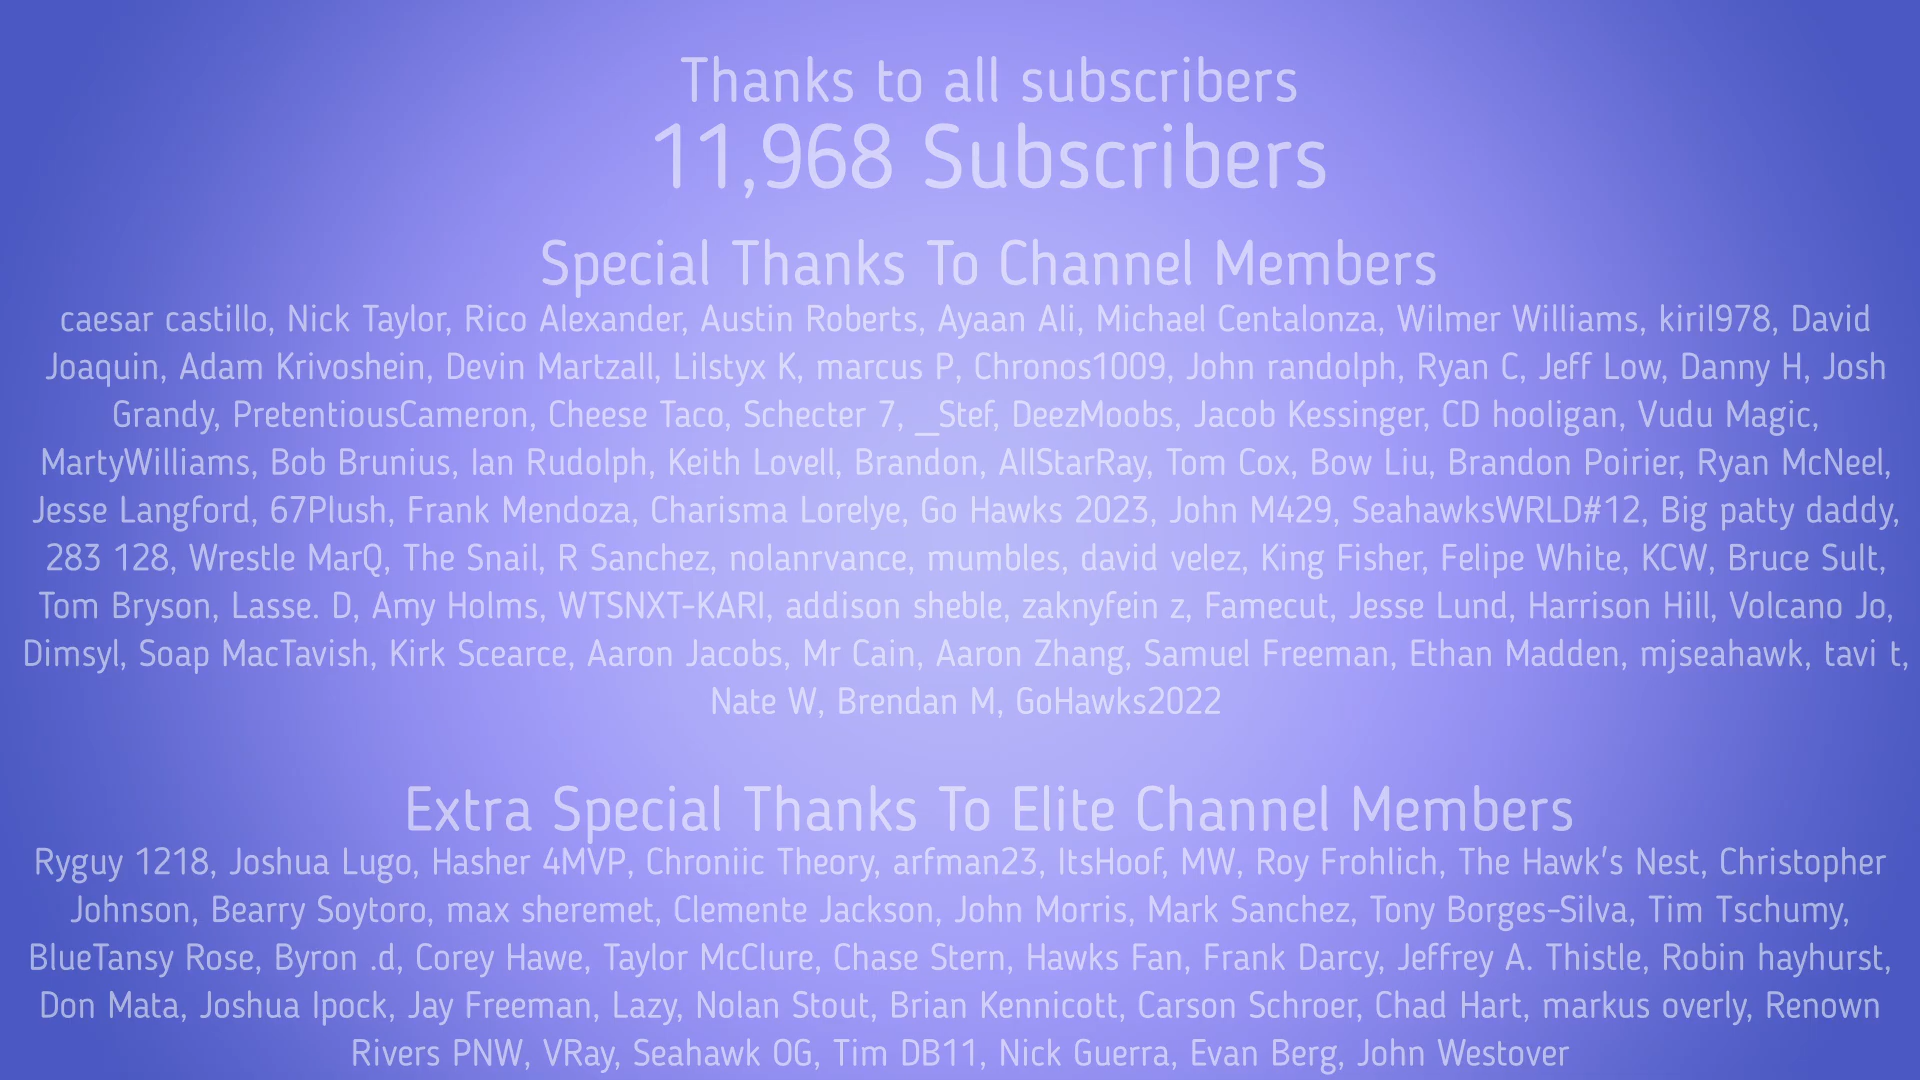 Thanks to all subscribers
11,968 Subscribers
Special Thanks To Channel Members
caesar castillo, Nick Taylor, Rico Alexander, Austin Roberts, Ayaan Ali, Michael Centalonza, Wilmer Williams, kiril978, David
Joaquin, Adam Krivoshein, Devin Martzall, Lilstyx K, marcus P, Chronos1009, John randolph, Ryan C, Jeff Low, Danny H, Josh
Grandy, PretentiousCameron, Cheese Taco, Schecter 7, _Stef, DeezMoobs, Jacob Kessinger, CD hooligan, Vudu Magic,
MartyWilliams, Bob Brunius, Ian Rudolph, Keith Lovell, Brandon, AllStarRay, Tom Cox, Bow Liu, Brandon Poirier, Ryan McNeel,
Jesse Langford, 67Plush, Frank Mendoza, Charisma Lorelye, Go Hawks 2023, John M429, SeahawksWRLD#12, Big patty daddy,
283 128, Wrestle MarQ, The Snail, R Sanchez, nolanrvance, mumbles, david velez, King Fisher, Felipe White, KCW, Bruce Sult,
Tom Bryson, Lasse. D, Amy Holms, WTSNXT-KARI, addison sheble, zaknyfein z, Famecut, Jesse Lund, Harrison Hill, Volcano Jo,
Dimsyl, Soap MacTavish, Kirk Scearce, Aaron Jacobs, Mr Cain, Aaron Zhang, Samuel Freeman, Ethan Madden, mjseahawk, tavi t,
Nate W, Brendan M, GoHawks2022
Extra Special Thanks To Elite Channel Members
Ryguy 1218, Joshua Lugo, Hasher 4MVP, Chroniic Theory, arfman23, ItsHoof, MW, Roy Frohlich, The Hawk's Nest, Christopher
Johnson, Bearry Soytoro, max sheremet, Clemente Jackson, John Morris, Mark Sanchez, Tony Borges-Silva, Tim Tschumy,
BlueTansy Rose, Byron .d, Corey Hawe, Taylor McClure, Chase Stern, Hawks Fan, Frank Darcy, Jeffrey A. Thistle, Robin hayhurst,
Don Mata, Joshua Ipock, Jay Freeman, Lazy, Nolan Stout, Brian Kennicott, Carson Schroer, Chad Hart, markus overly, Renown
Rivers PNW, VRay, Seahawk OG, Tim DB11, Nick Guerra, Evan Berg, John Westover